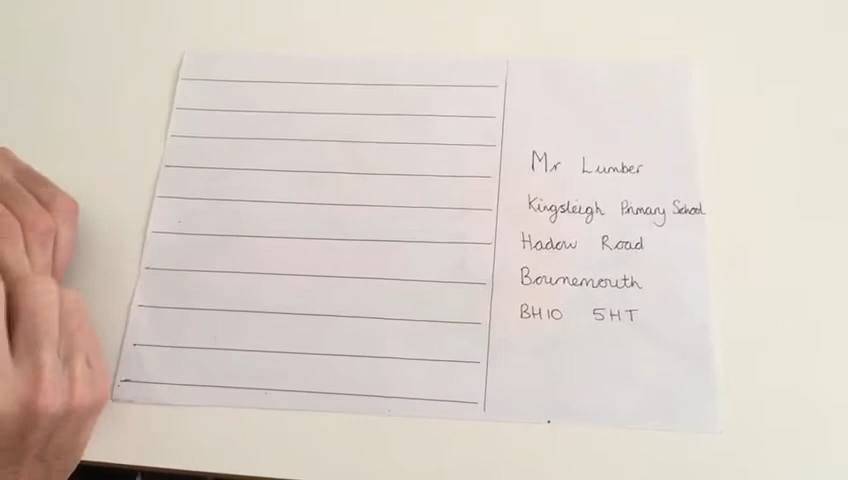 Mr Lumber
Kingsleigh Primary School
Hadow Road
Bournemouth
BH10 5HT